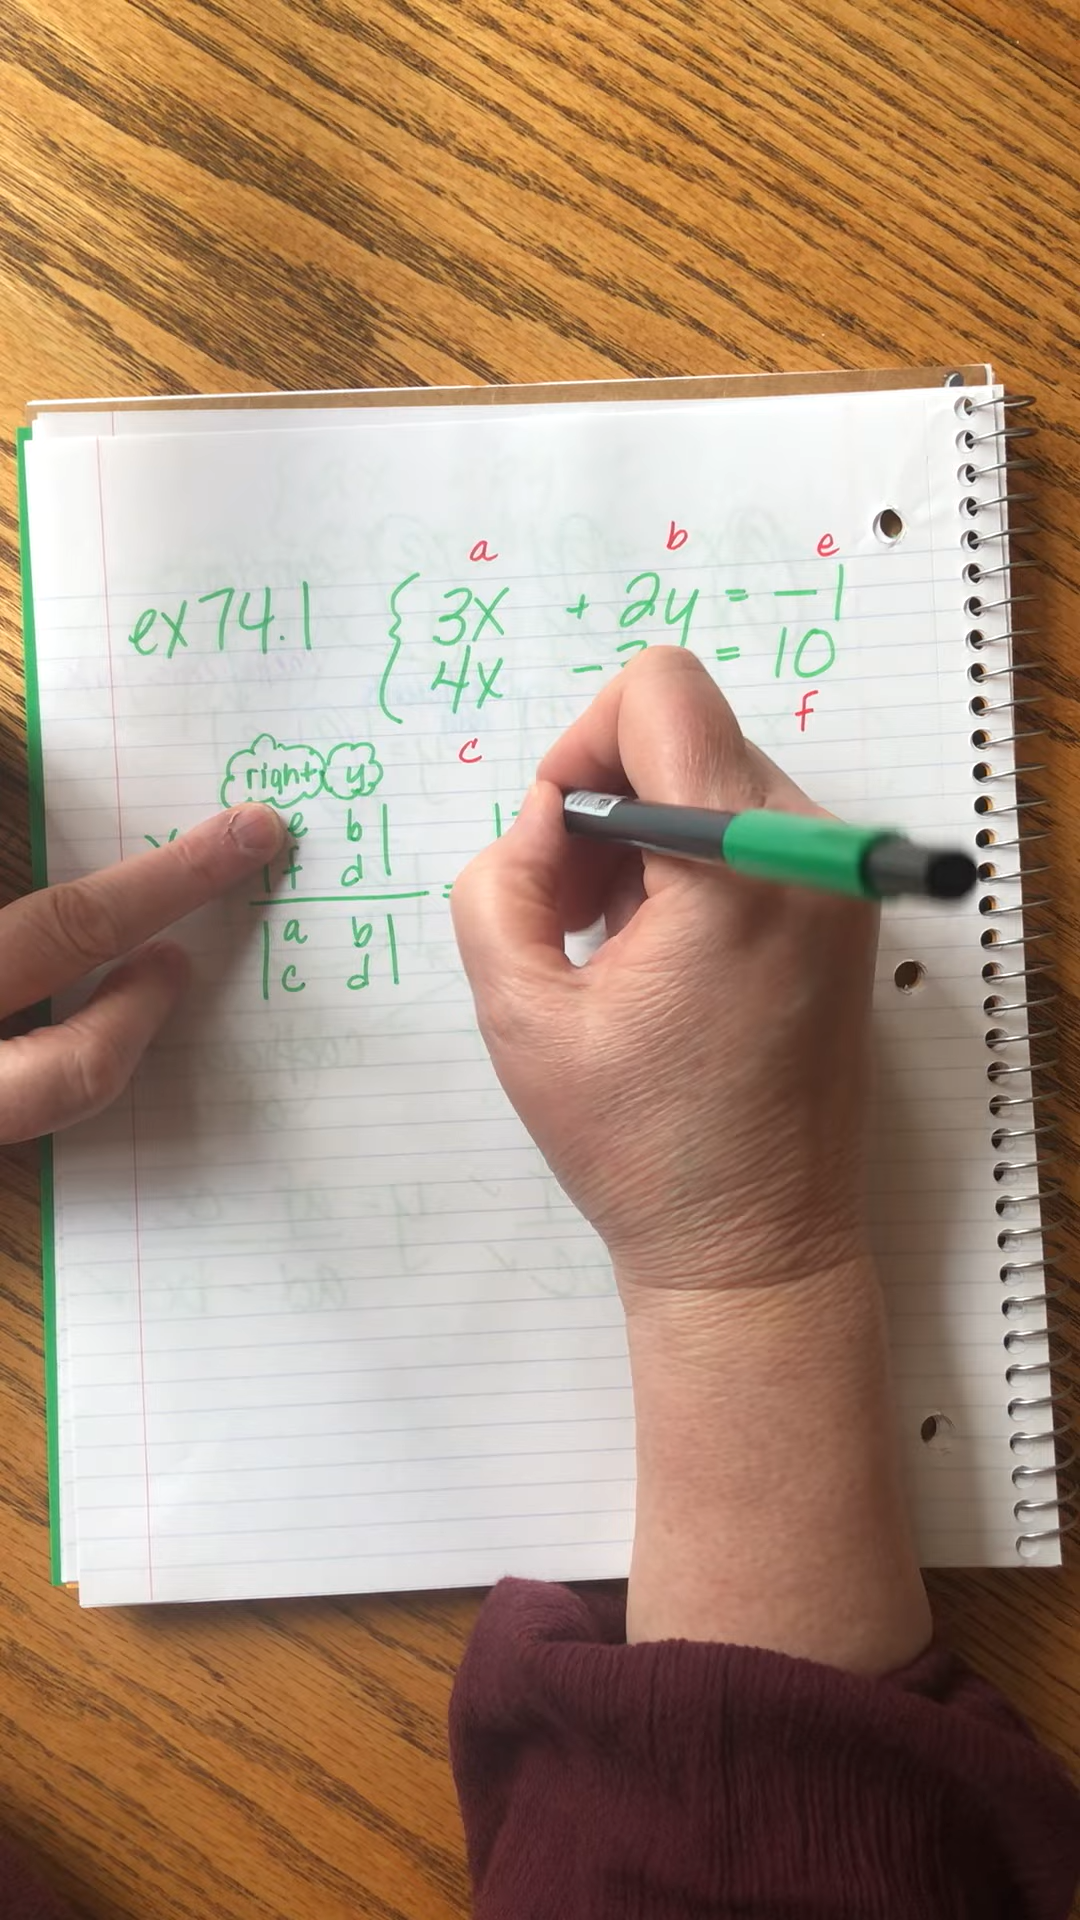 a b e
ex 74.1 { 3x + 2y = -1
4x - = 10
c f
right y
e b
f d =
a b
c d